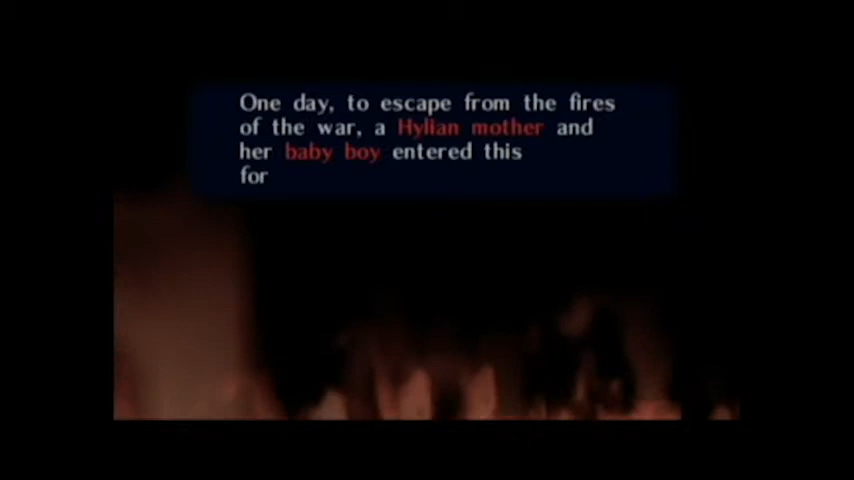 One day, to escape from the fires
of the war, a Hylian mother and
her baby boy entered this
for